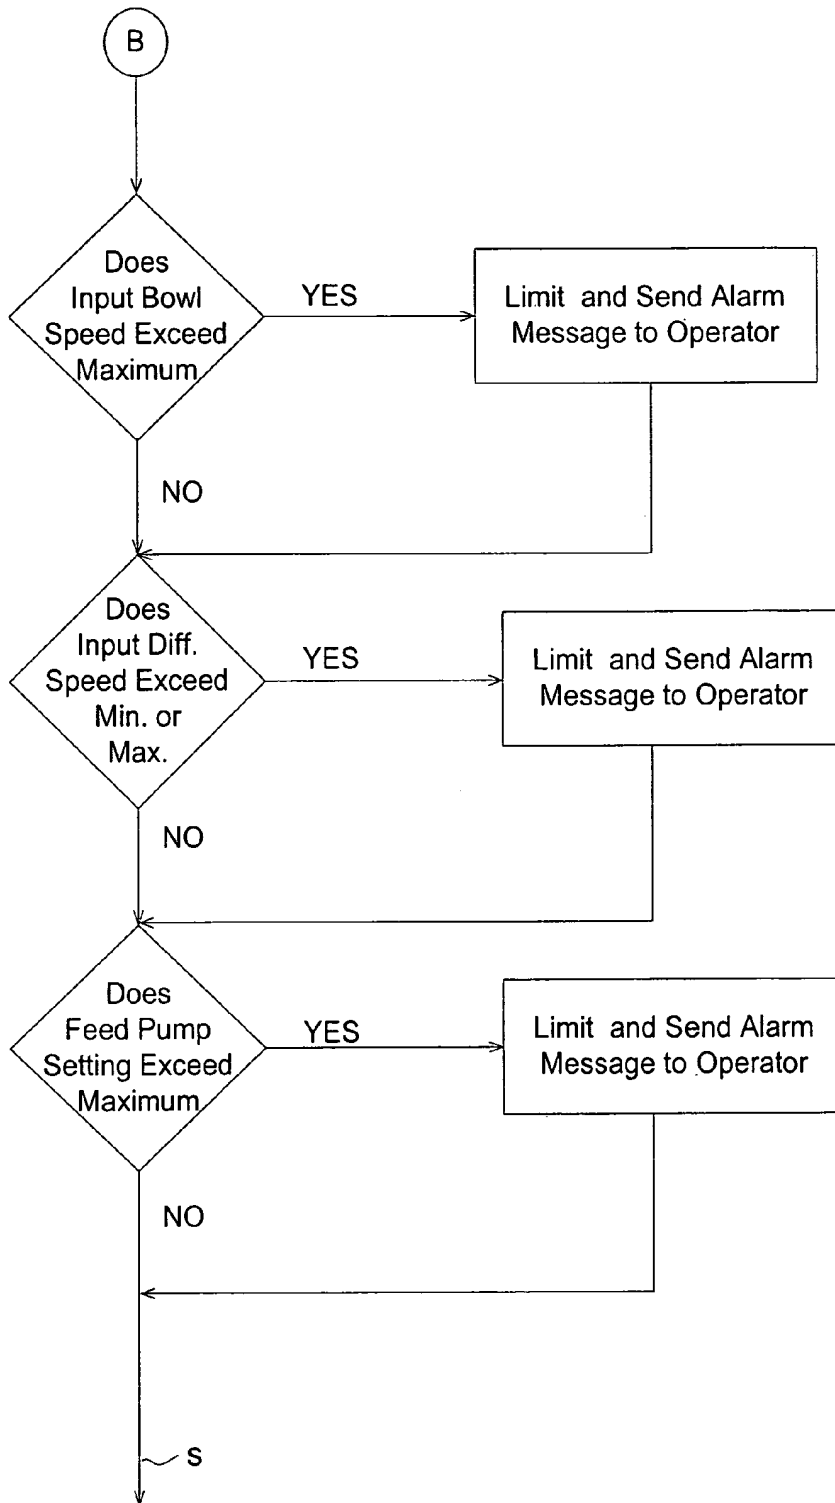 B
Does
Input Bowl
Speed Exceed
Maximum
YES
Limit and Send Alarm
Message to Operator
NO
Does
Input Diff.
Speed Exceed
Min. or
Max.
YES
Limit and Send Alarm
Message to Operator
NO
Does
Feed Pump
Setting Exceed
Maximum
YES
Limit and Send Alarm
Message to Operator
NO
S